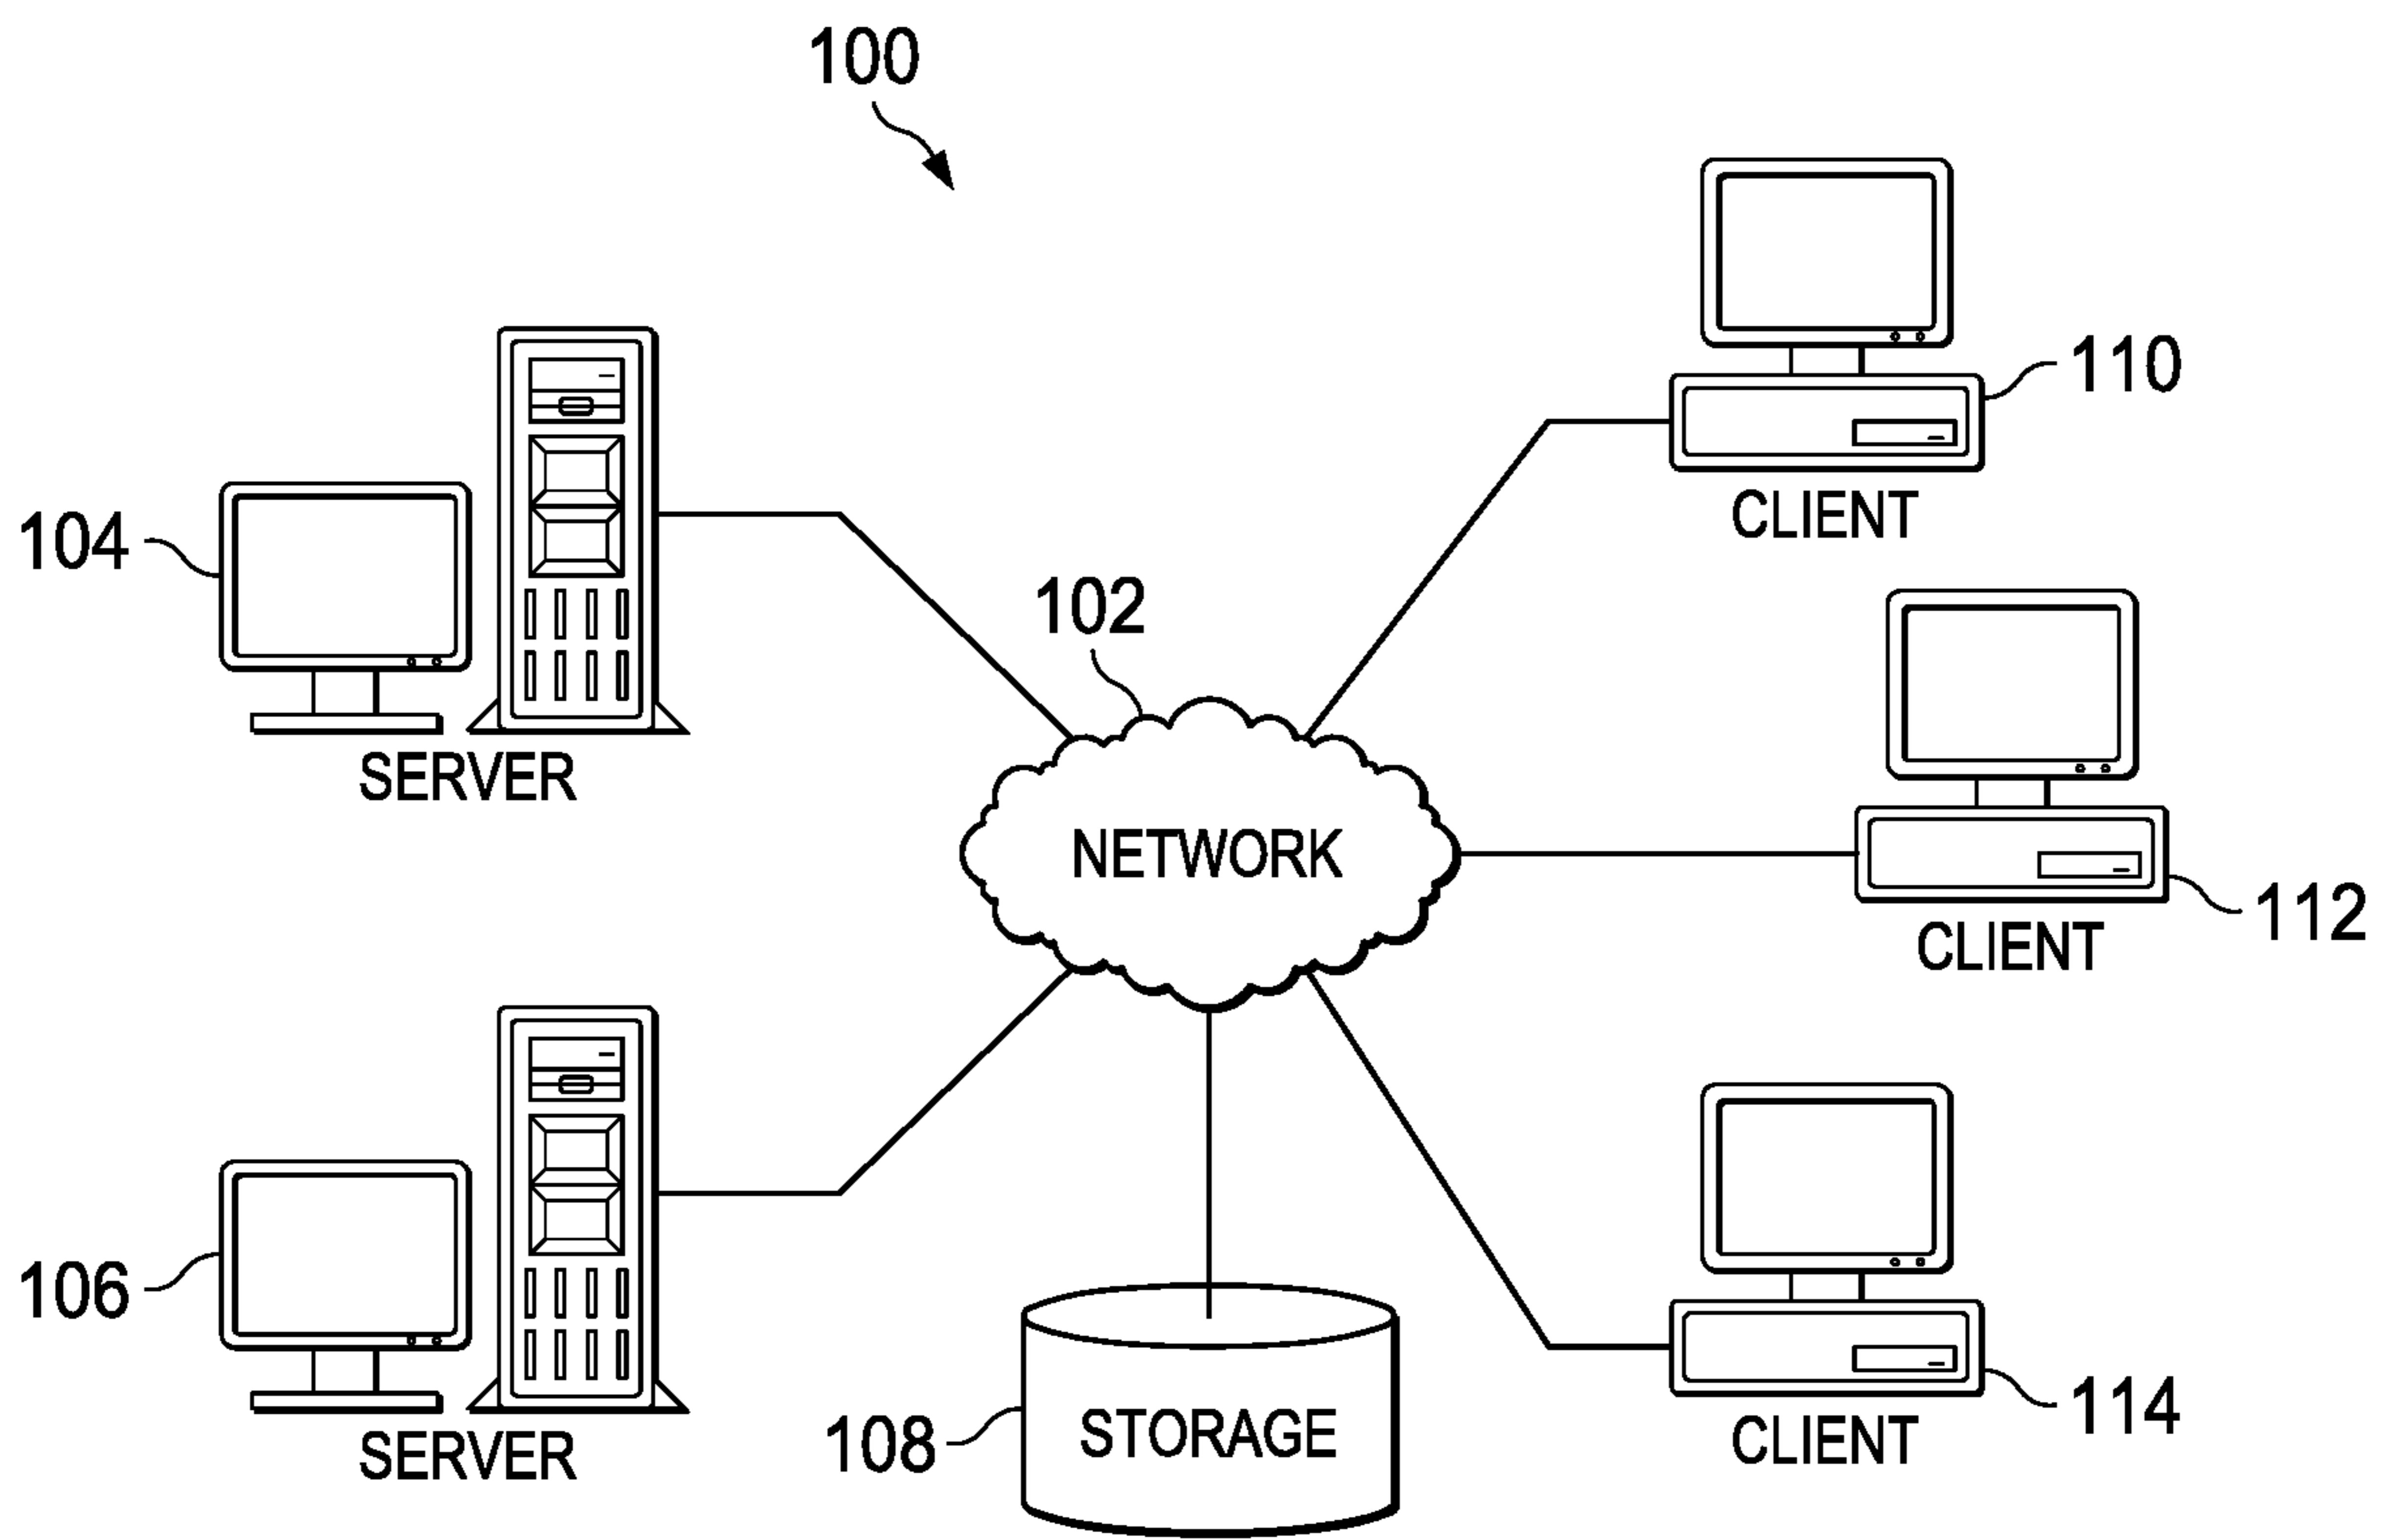 100
110
CLIENT
104
SERVER
102
NETWORK
112
CLIENT
106
SERVER
108
STORAGE
114
CLIENT